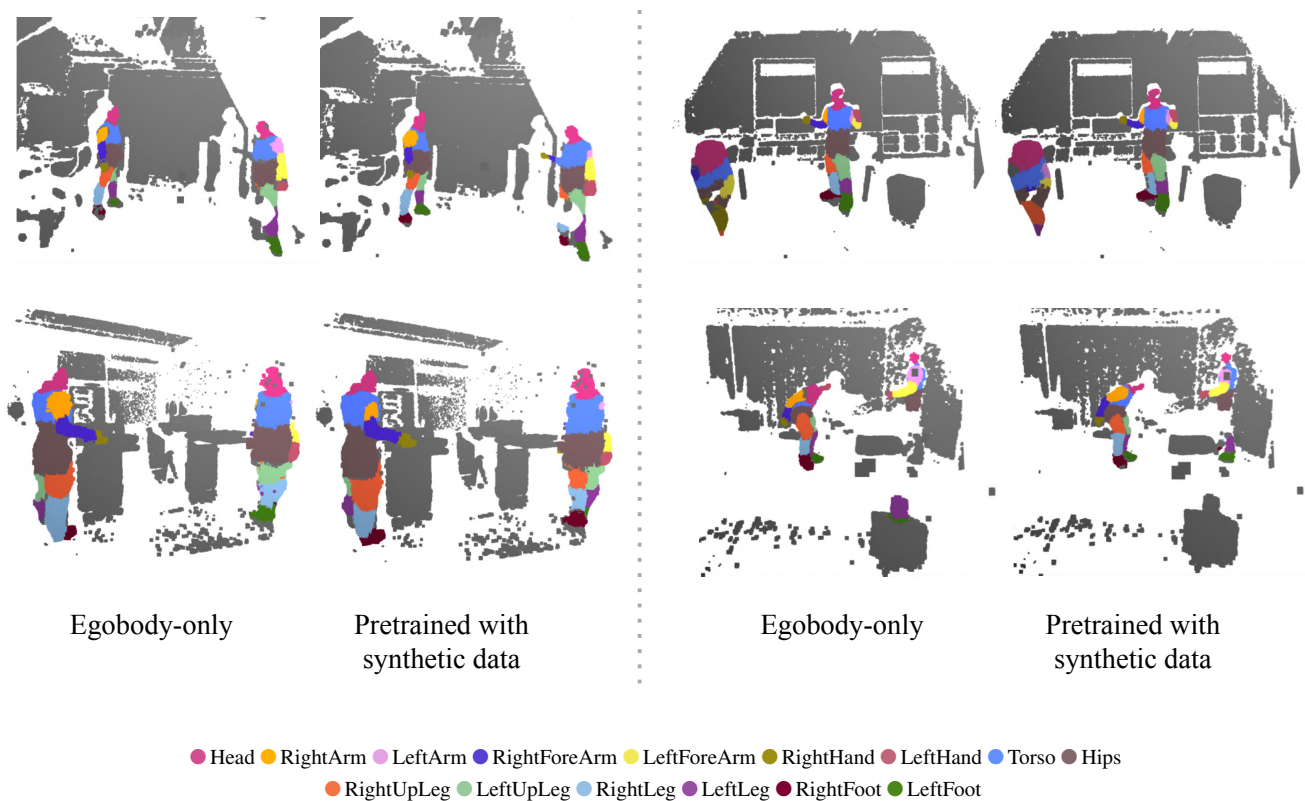 Egobody-only
Pretrained with
synthetic data
Egobody-only
Pretrained with
synthetic data
Head RightArm LeftArm RightForeArm LeftForeArm RightHand LeftHand Torso Hips
RightUpLeg LeftUpLeg RightLeg LeftLeg RightFoot LeftFoot